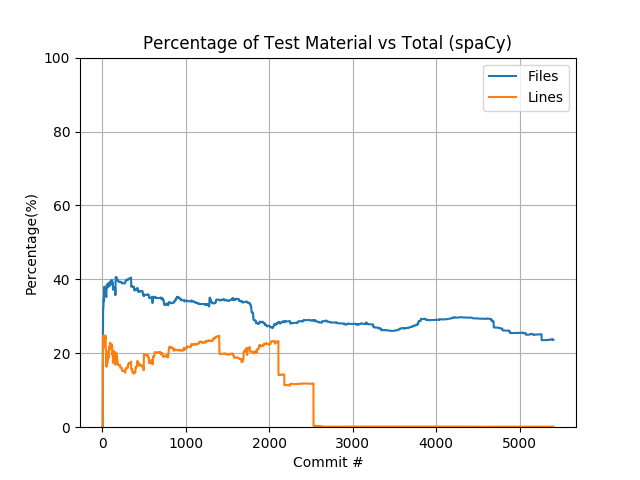 Percentage of Test Material vs Total (spaCy)
Files
Lines
Percentage(%)
100
80
60
40
20
0
0 1000 2000 3000 4000 5000
Commit #